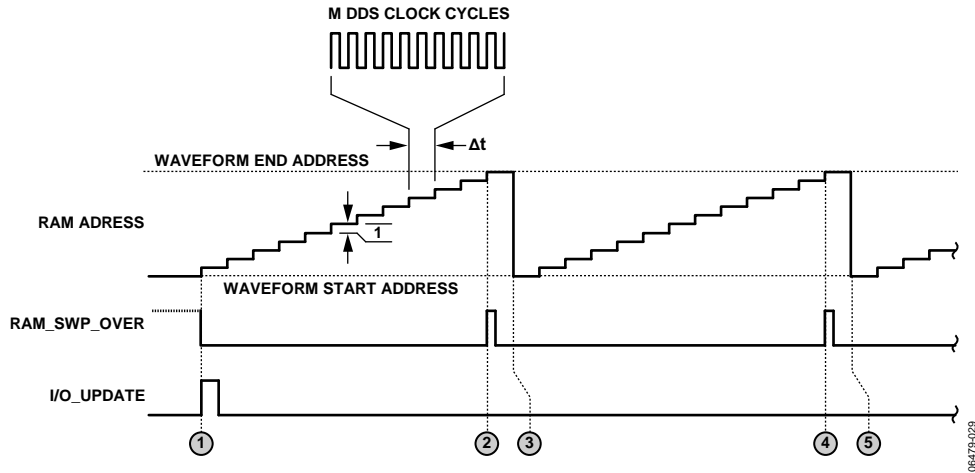 M DDS CLOCK CYCLES
Δt
WAVEFORM END ADDRESS
RAM ADRESS
1
WAVEFORM START ADDRESS
RAM_SWP_OVER
I/O_UPDATE
1 2 3 4 5
06479-029